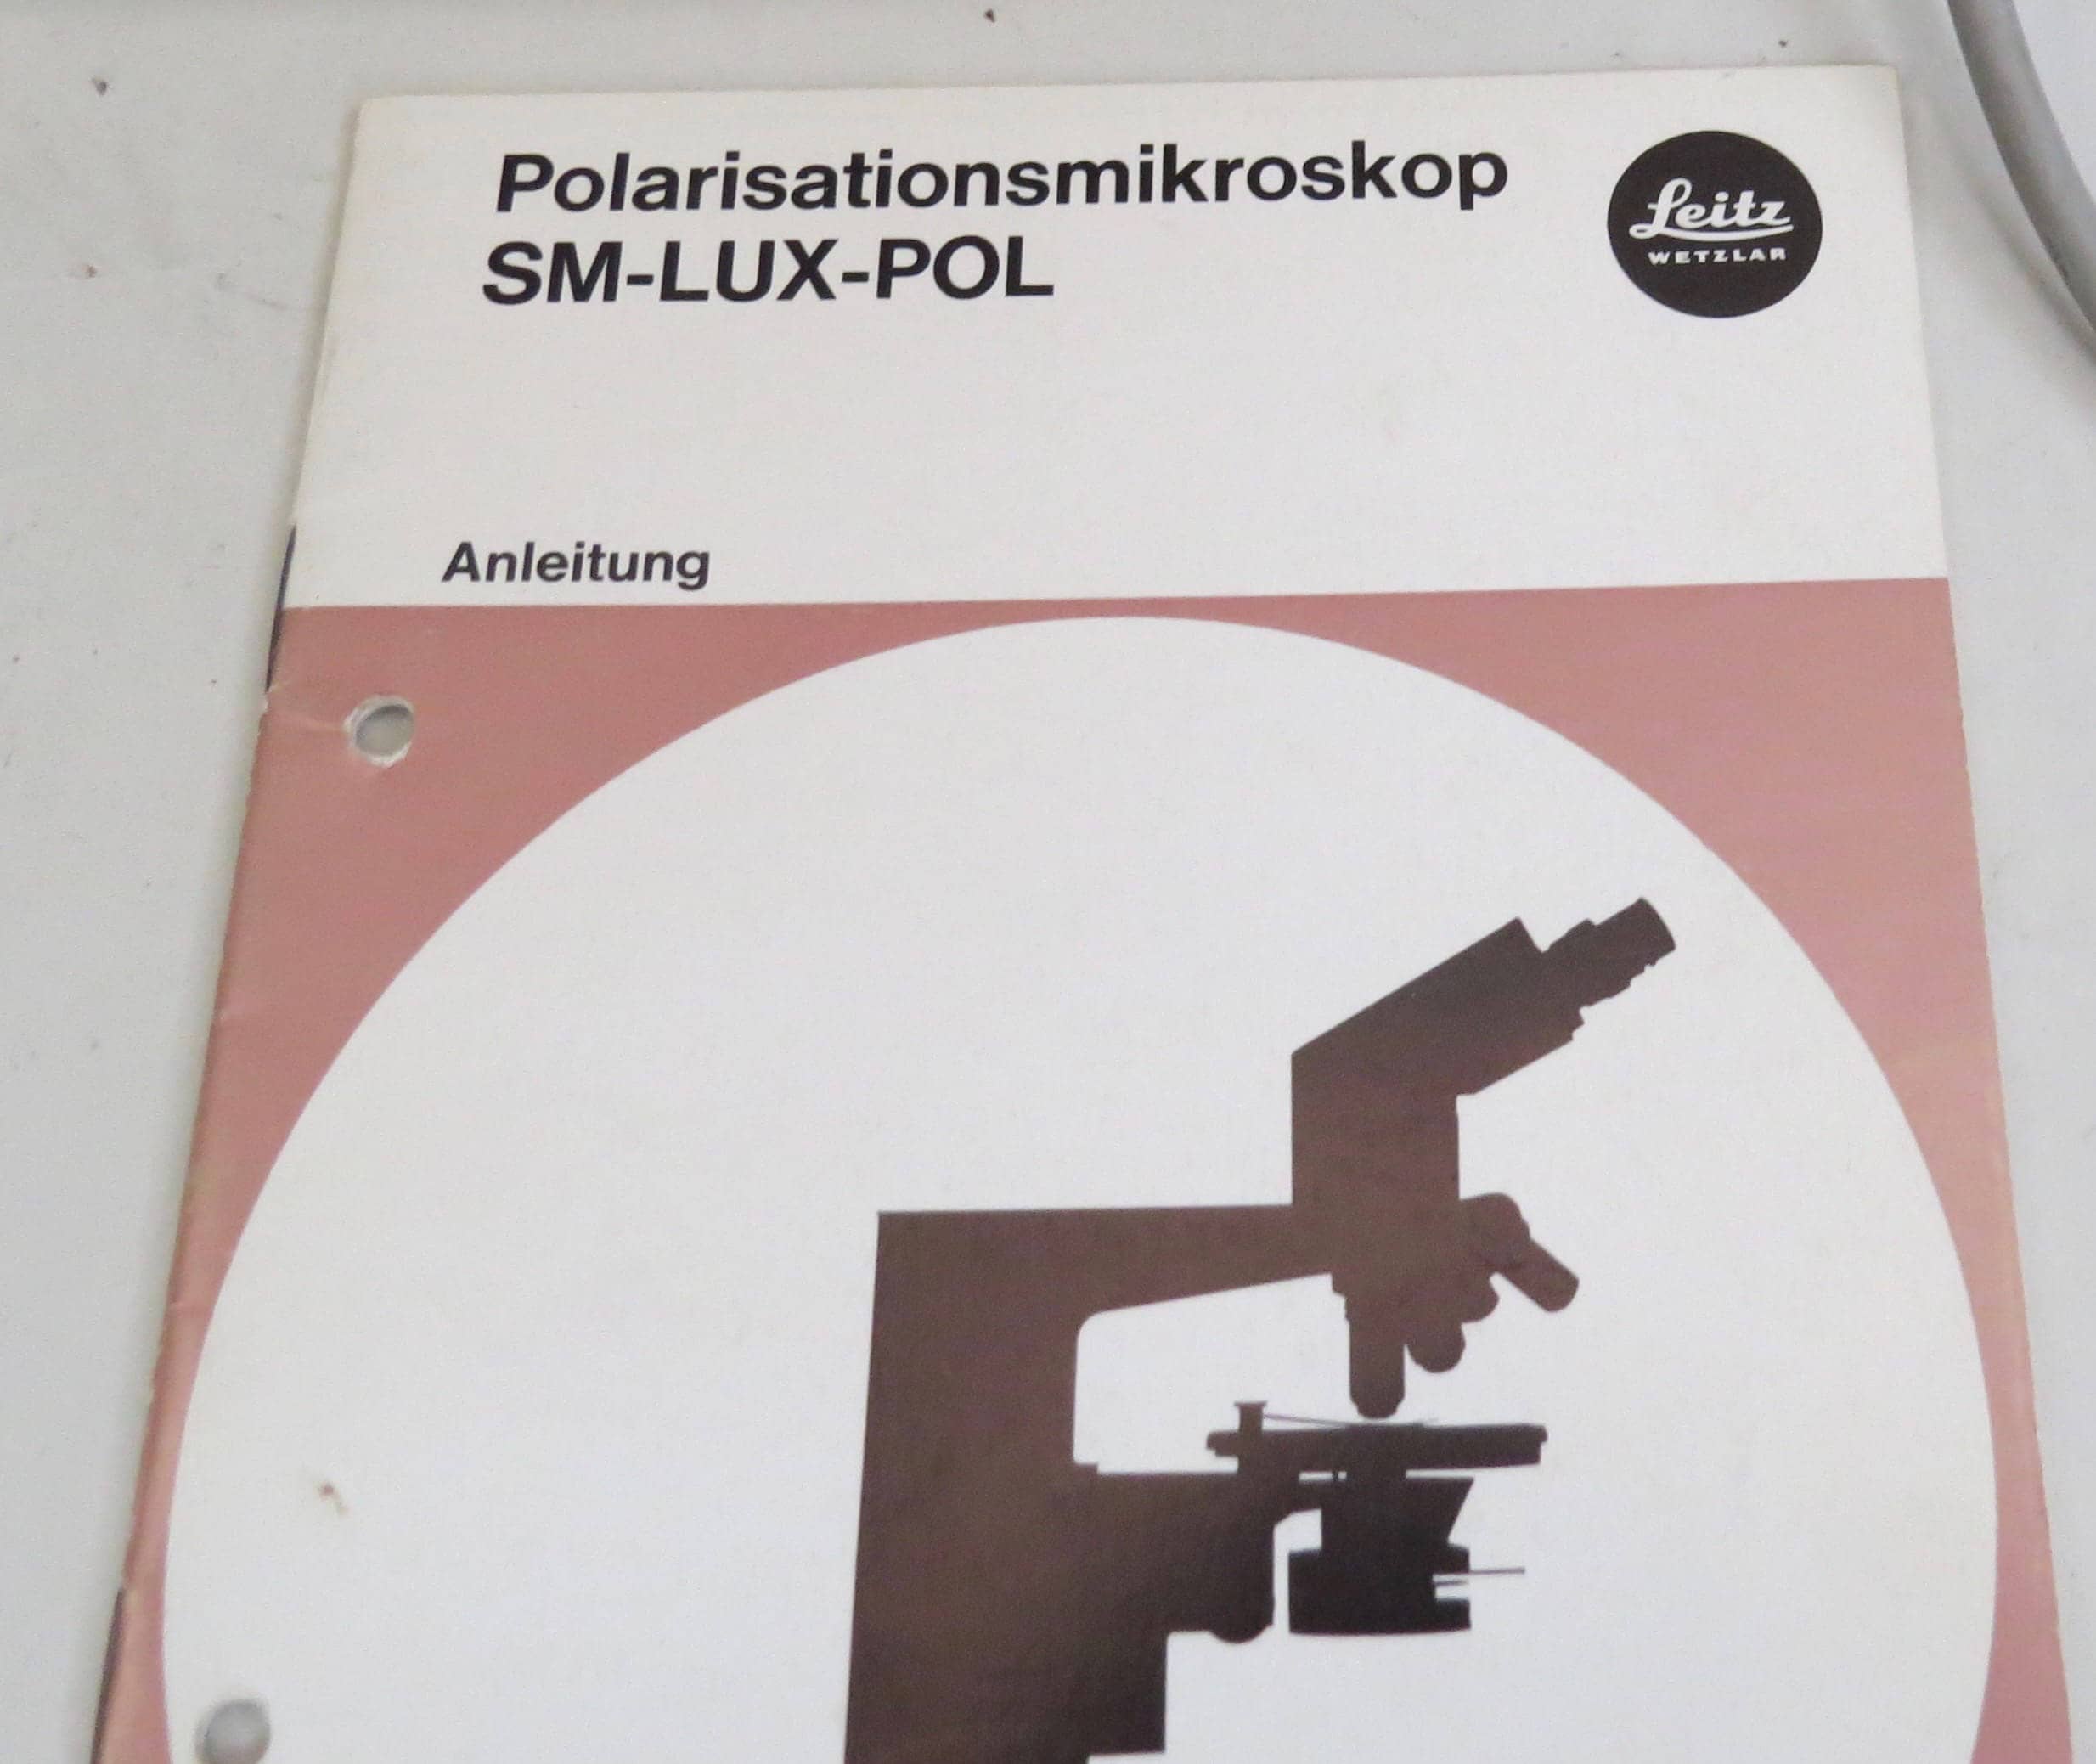 Polarisationsmikroskop
SM-LUX-POL
Leitz
WETZLAR
Anleitung